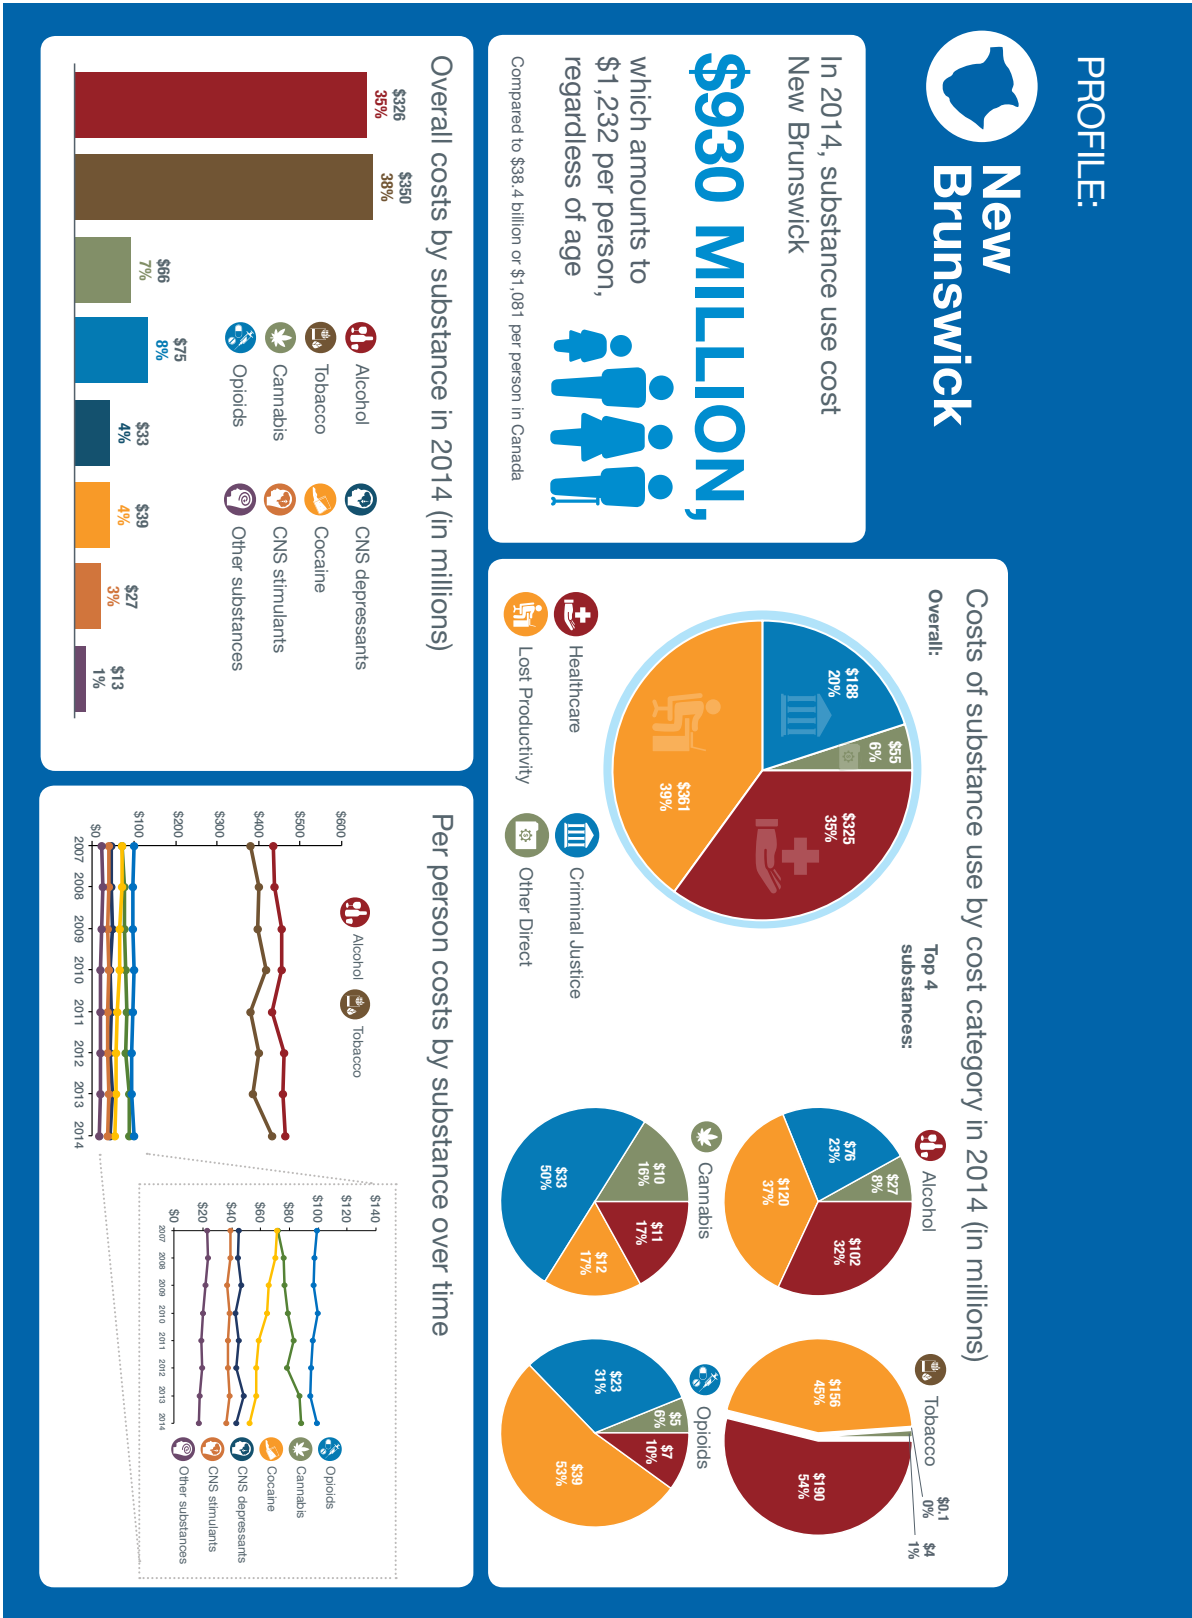 PROFILE:
New
Brunswick
In 2014, substance use cost
New Brunswick
$930 MILLION,
which amounts to
$1,232 per person,
regardless of age
Compared to $38.4 billion or $1,081 per person in Canada
Overall costs by substance in 2014 (in millions)
$326
35%
$350
38%
$66
7%
$75
8%
$33
4%
$39
4%
$27
3%
$13
1%
Alcohol
Tobacco
Cannabis
Opioids
CNS depressants
Cocaine
CNS stimulants
Other substances
Costs of substance use by cost category in 2014 (in millions)
Overall:
$188
20%
$55
6%
$325
35%
$361
39%
Healthcare
Lost Productivity
Criminal Justice
Other Direct
Top 4
substances:
Alcohol
$76
23%
$27
8%
$102
32%
$120
37%
Tobacco
$156
45%
$190
54%
$0.1
0%
$4
1%
Cannabis
$33
50%
$10
16%
$11
17%
$12
17%
Opioids
$23
31%
$5
6%
$7
10%
$39
53%
Per person costs by substance over time
Alcohol
Tobacco
$600
$500
$400
$300
$200
$100
$0
2007 2008 2009 2010 2011 2012 2013 2014
$140
$120
$100
$80
$60
$40
$20
$0
2007 2008 2009 2010 2011 2012 2013 2014
Opioids
Cannabis
Cocaine
CNS depressants
CNS stimulants
Other substances